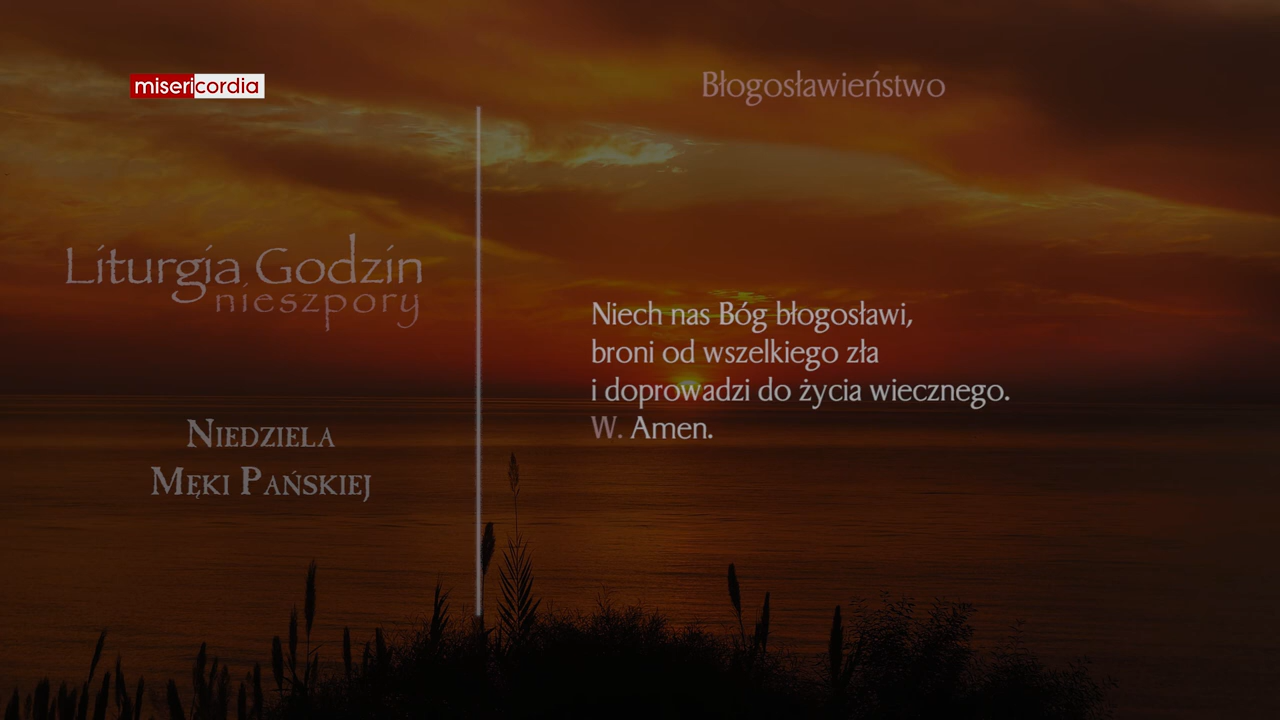 misericordia
Błogosławieństwo
Liturgia Godzin
nieszpory
Niedziela
Męki Pańskiej
Niech nas Bóg błogosławi,
broni od wszelkiego zła
i doprowadzi do życia wiecznego.
W. Amen.